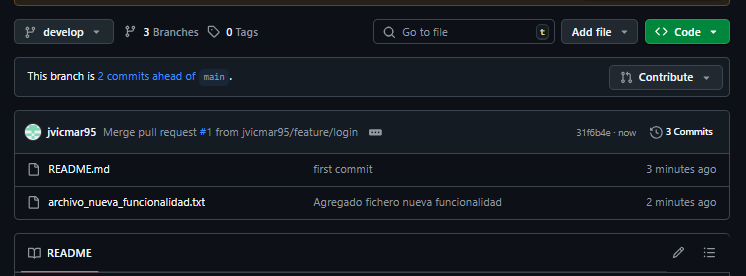 develop 3 Branches 0 Tags Go to file t Add file Code
This branch is 2 commits ahead of main . Contribute
jvicmar95 Merge pull request #1 from jvicmar95/feature/login 31f6b4e · now 3 Commits
README.md first commit 3 minutes ago
archivo_nueva_funcionalidad.txt Agregado fichero nueva funcionalidad 2 minutes ago
README